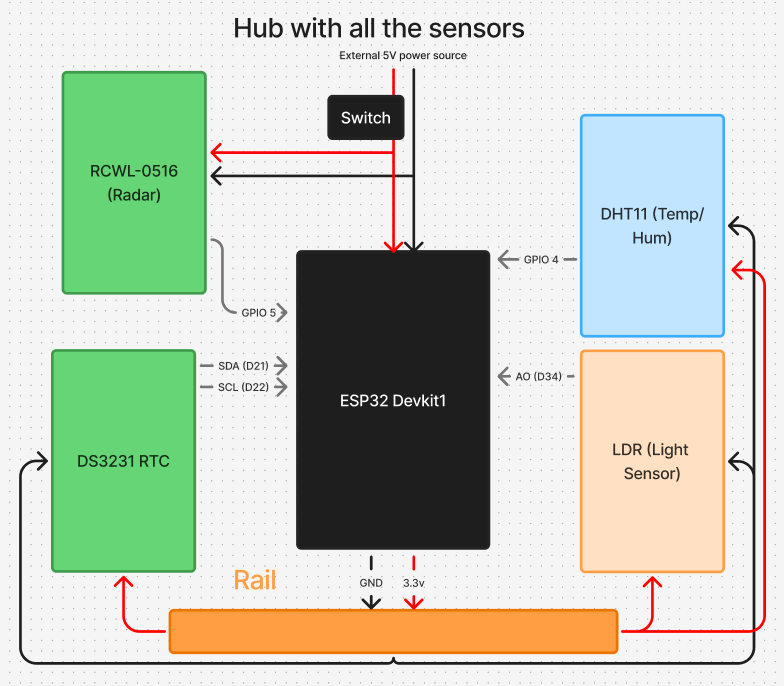 Hub with all the sensors
External 5V power source
Switch
RCWL-0516
(Radar)
DHT11 (Temp/
Hum)
GPIO 4
GPIO 5
SDA (D21)
SCL (D22)
AO (D34)
ESP32 Devkit1
DS3231 RTC
LDR (Light
Sensor)
Rail
GND
3.3v